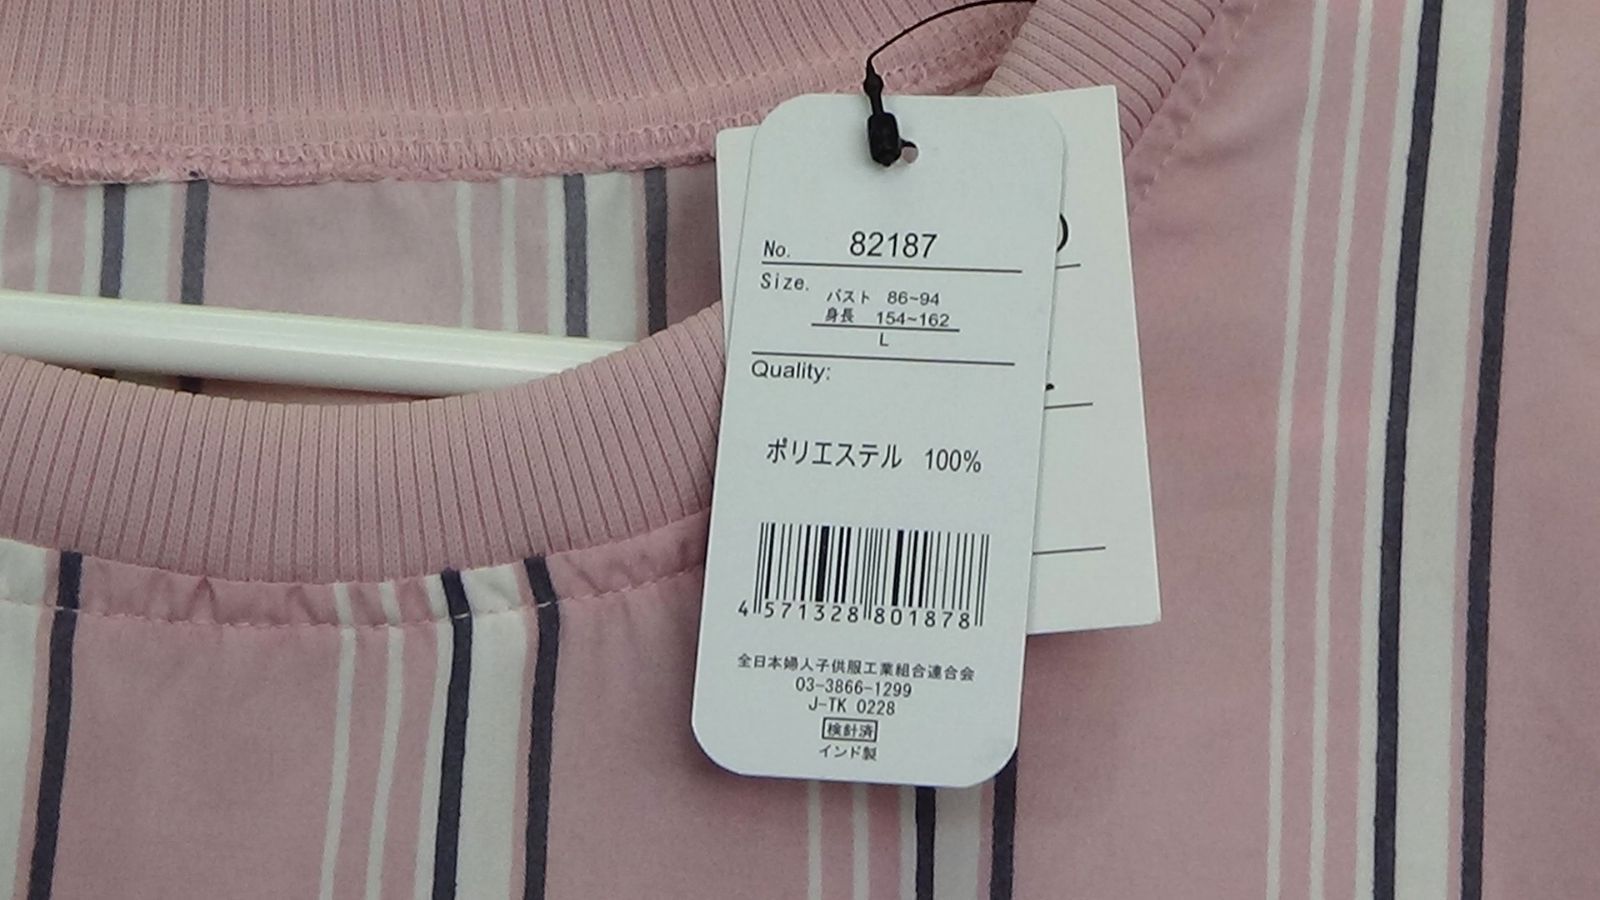 No. 82187
Size.
バスト 86~94
身長 154~162
L
Quality:
ポリエステル 100%
4 571328 801878
全日本婦人子供服工業組合連合会
03-3866-1299
J-TK 0228
検針済
インド製